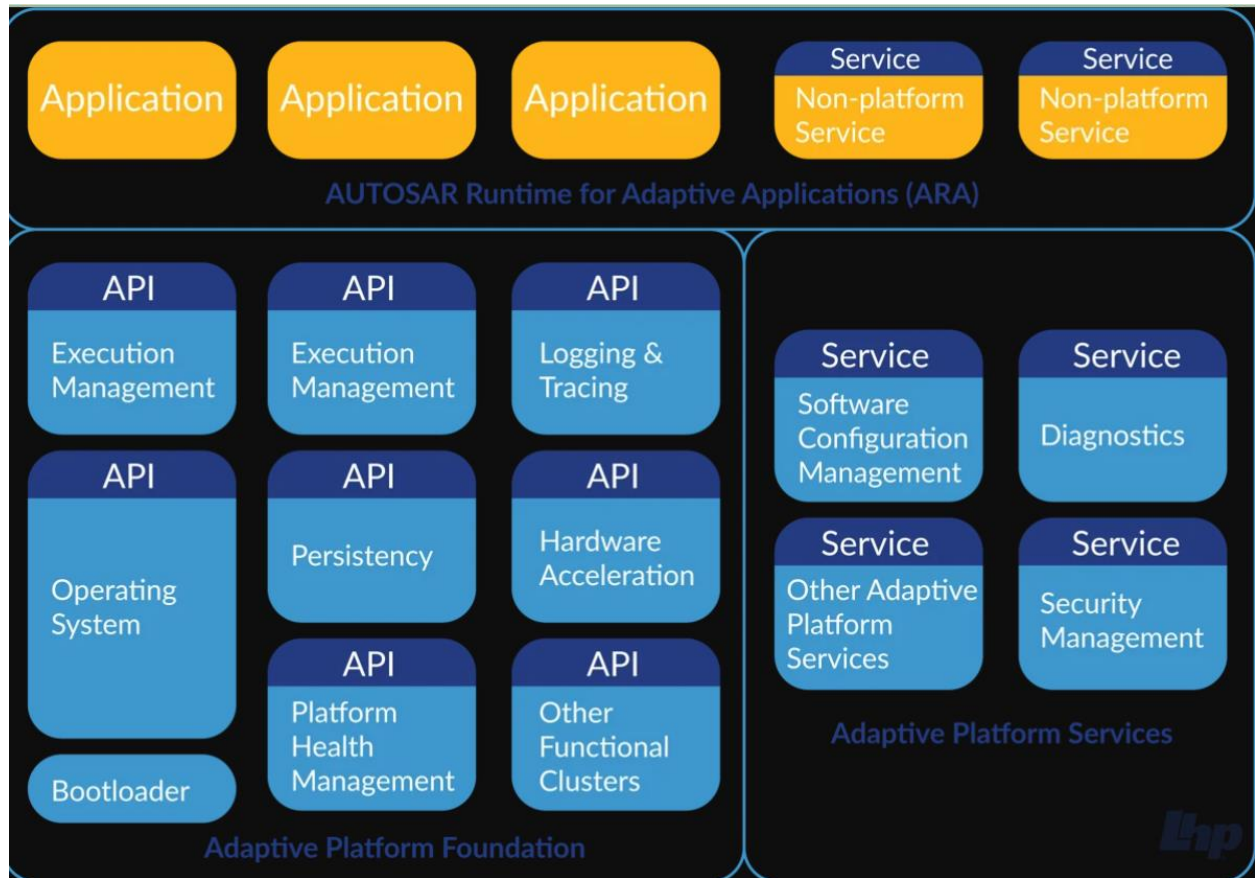 Application
Application
Application
Service
Non-platform
Service
Service
Non-platform
Service
AUTOSAR Runtime for Adaptive Applications (ARA)
API
Execution
Management
API
Execution
Management
API
Logging &
Tracing
API
Operating
System
API
Persistency
API
Hardware
Acceleration
API
Platform
Health
Management
API
Other
Functional
Clusters
Bootloader
Adaptive Platform Foundation
Service
Software
Configuration
Management
Service
Diagnostics
Service
Other Adaptive
Platform
Services
Service
Security
Management
Adaptive Platform Services
lhp